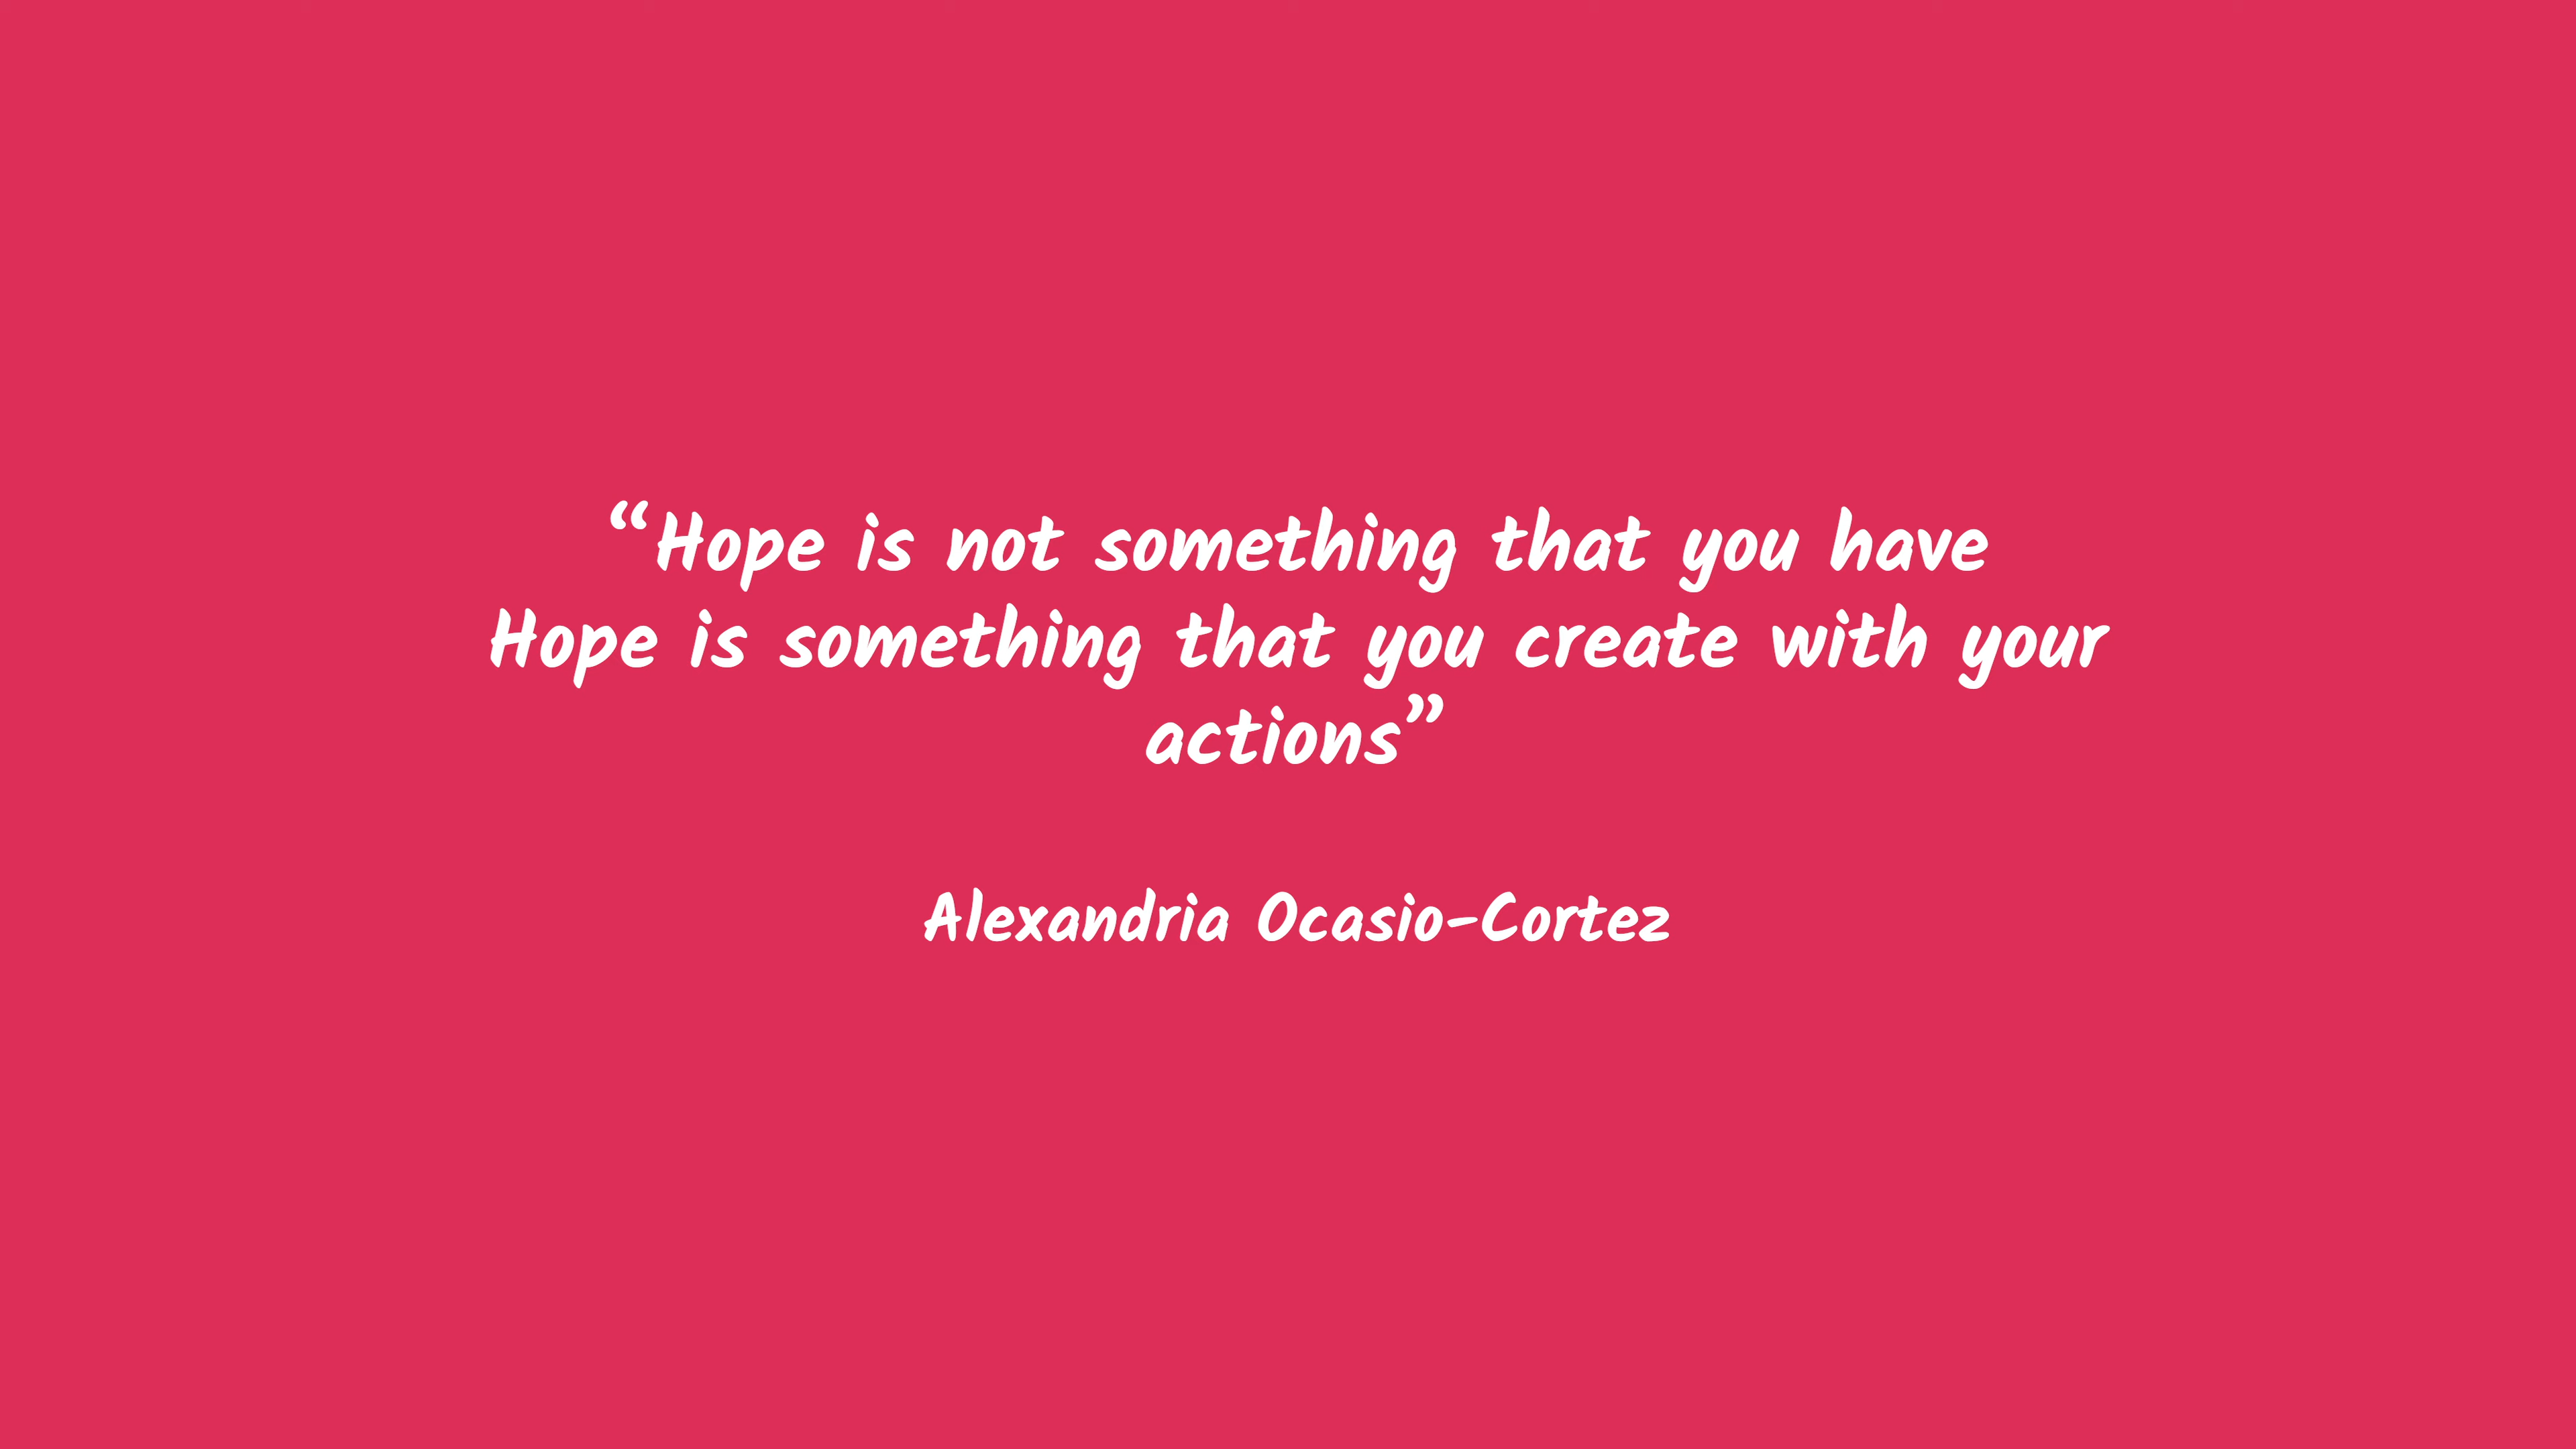 “Hope is not something that you have
Hope is something that you create with your
actions”
Alexandria Ocasio-Cortez